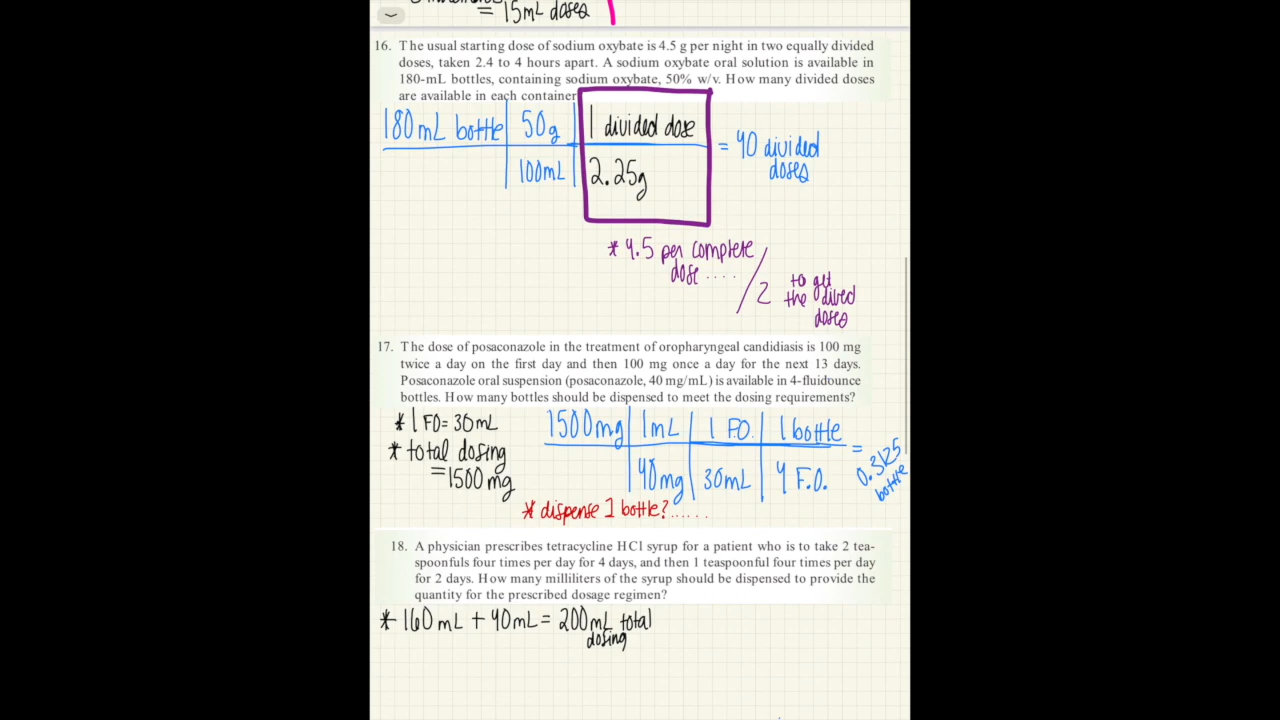 = 15mL doses
16. The usual starting dose of sodium oxybate is 4.5 g per night in two equally divided
doses, taken 2.4 to 4 hours apart. A sodium oxybate oral solution is available in
180-mL bottles, containing sodium oxybate, 50% w/v. How many divided doses
are available in each container
180mL bottle | 50g | 1 divided dose
100mL | 2.25g
= 40 divided
doses
* 4.5 per complete
dose ....
/ 2 to get
the dived
doses
17. The dose of posaconazole in the treatment of oropharyngeal candidiasis is 100 mg
twice a day on the first day and then 100 mg once a day for the next 13 days.
Posaconazole oral suspension (posaconazole, 40 mg/mL) is available in 4-fluidounce
bottles. How many bottles should be dispensed to meet the dosing requirements?
* 1 FO = 30mL
* total dosing
= 1500 mg
1500mg | 1mL | 1 FO. | 1 bottle
40mg | 30mL | 4 F.O.
= 0.3125
bottle
* dispense 1 bottle?......
18. A physician prescribes tetracycline HCl syrup for a patient who is to take 2 tea-
spoonfuls four times per day for 4 days, and then 1 teaspoonful four times per day
for 2 days. How many milliliters of the syrup should be dispensed to provide the
quantity for the prescribed dosage regimen?
* 160 mL + 40mL = 200mL total
dosing